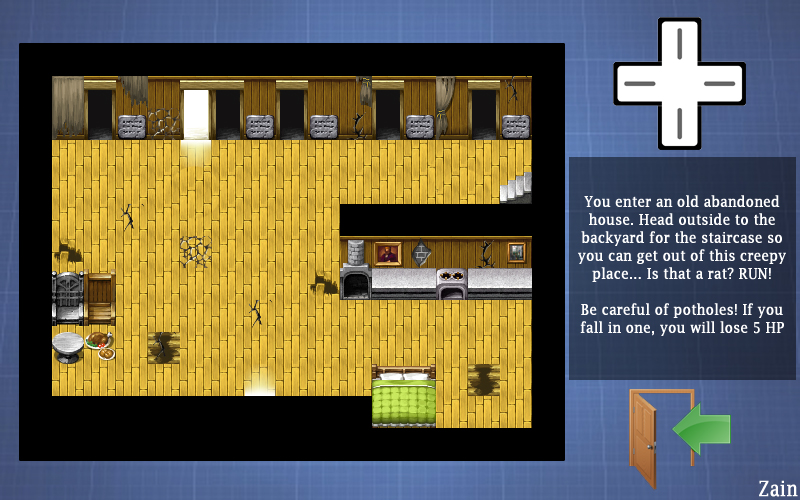 You enter an old abandoned
house. Head outside to the
backyard for the staircase so
you can get out of this creepy
place... Is that a rat? RUN!
Be careful of potholes! If you
fall in one, you will lose 5 HP
Zain